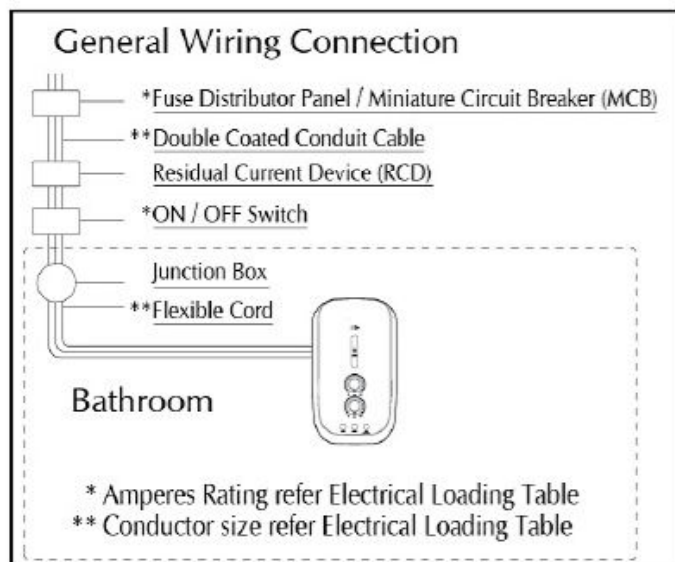 General Wiring Connection
*Fuse Distributor Panel / Miniature Circuit Breaker (MCB)
**Double Coated Conduit Cable
Residual Current Device (RCD)
*ON / OFF Switch
Junction Box
**Flexible Cord
Bathroom
* Amperes Rating refer Electrical Loading Table
** Conductor size refer Electrical Loading Table